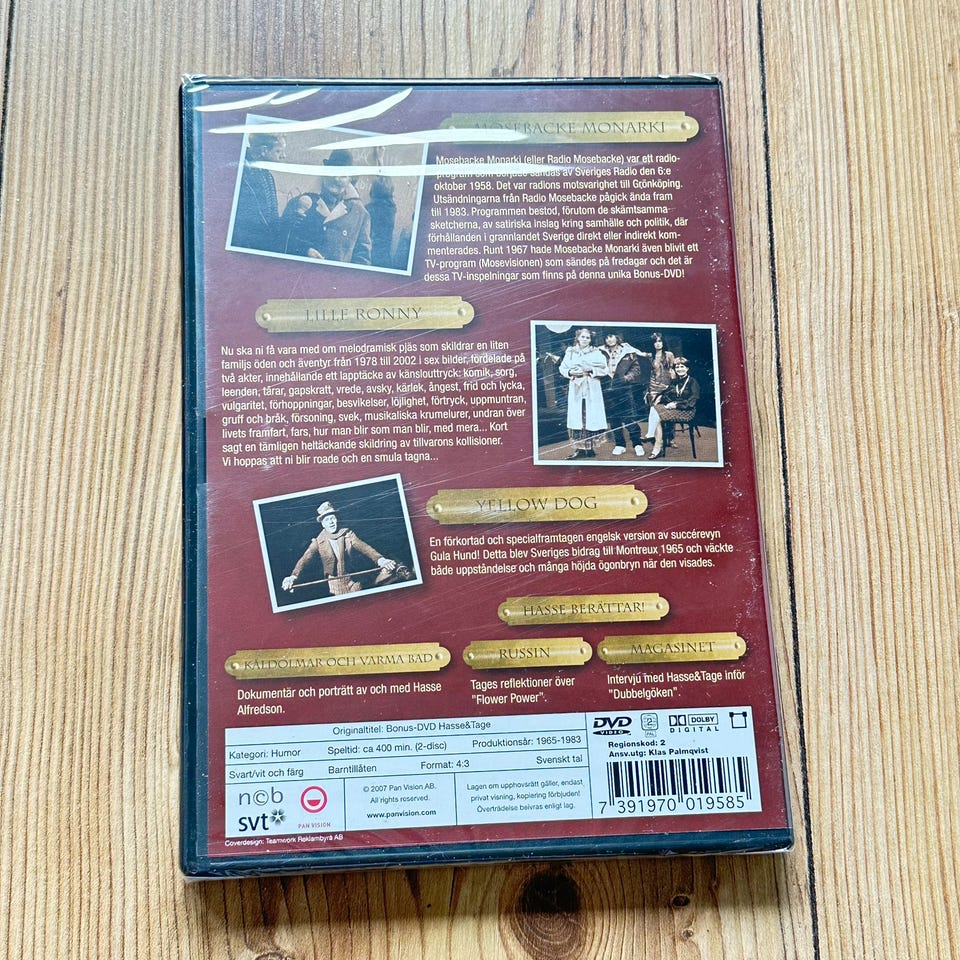 MOSEBACKE MONARKI
Mosebacke Monarki (eller Radio Mosebacke) var ett radio-
program som började sändas av Sveriges Radio den 6:e
oktober 1958. Det var radions motsvarighet till Grönköping.
Utsändningarna från Radio Mosebacke pågick ända fram
till 1983. Programmen bestod, förutom de skämtsamma-
sketcherna, av satiriska inslag kring samhälle och politik, där
förhållanden i grannlandet Sverige direkt eller indirekt kom-
menterades. Runt 1967 hade Mosebacke Monarki även blivit ett
TV-program (Mosevisionen) som sändes på fredagar och det är
dessa TV-inspelningar som finns på denna unika Bonus-DVD!
LILLE RONNY
Nu ska ni få vara med om melodramisk pjäs som skildrar en liten
familjs öden och äventyr från 1978 till 2002 i sex bilder, fördelade på
två akter, innehållande ett lapptäcke av känslouttryck: komik, sorg,
leenden, tårar, gapskratt, vrede, avsky, kärlek, ångest, frid och lycka,
vulgaritet, förhoppningar, besvikelser, löjlighet, förtryck, uppmuntran,
gruff och bråk, försoning, svek, musikaliska krumelurer, undran över
livets framfart, fars, hur man blir som man blir, med mera... Kort
sagt en tämligen heltäckande skildring av tillvarons kollisioner.
Vi hoppas att ni blir roade och en smula tagna...
YELLOW DOG
En förkortad och specialframtagen engelsk version av succérevyn
Gula Hund! Detta blev Sveriges bidrag till Montreux 1965 och väckte
både uppståndelse och många höjda ögonbryn när den visades.
HASSE BERÄTTAR!
KÅLDOLMAR OCH VARMA BAD
Dokumentär och porträtt av och med Hasse
Alfredson.
RUSSIN
Tages reflektioner över
"Flower Power".
MAGASINET
Intervju med Hasse&Tage inför
"Dubbelgöken".
Originaltitel: Bonus-DVD Hasse&Tage
Kategori: Humor
Speltid: ca 400 min. (2-disc)
Produktionsår: 1965-1983
Svart/vit och färg
Barntillåten
Format: 4:3
Svenskt tal
DVD
VIDEO
2
PAL
DOLBY
DIGITAL
Regionskod: 2
Ansv.utg: Klas Palmqvist
7 391970 019585
ncb
svt
PAN VISION
© 2007 Pan Vision AB.
All rights reserved.
www.panvision.com
Lagen om upphovsrätt gäller, endast
privat visning, kopiering förbjuden!
Överträdelse beivras enligt lag.
Coverdesign: Teamwork Reklambyrå AB